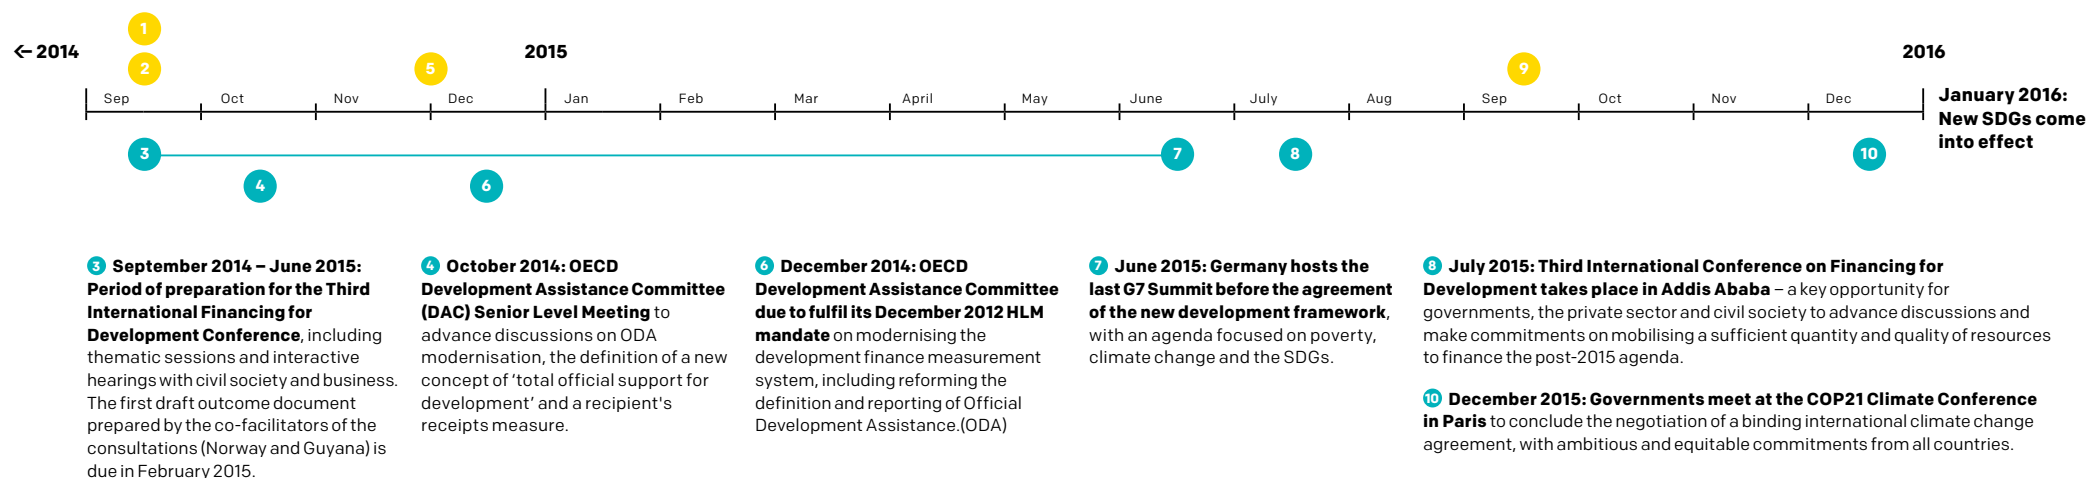 1
← 2014
2015
2016
2
5
9
Sep
Oct
Nov
Dec
Jan
Feb
Mar
April
May
June
July
Aug
Sep
Oct
Nov
Dec
January 2016:
New SDGs come
into effect
3
7
8
10
4
6
3 September 2014 – June 2015:
Period of preparation for the Third
International Financing for
Development Conference, including
thematic sessions and interactive
hearings with civil society and business.
The first draft outcome document
prepared by the co-facilitators of the
consultations (Norway and Guyana) is
due in February 2015.
4 October 2014: OECD
Development Assistance Committee
(DAC) Senior Level Meeting to
advance discussions on ODA
modernisation, the definition of a new
concept of ‘total official support for
development’ and a recipient's
receipts measure.
6 December 2014: OECD
Development Assistance Committee
due to fulfil its December 2012 HLM
mandate on modernising the
development finance measurement
system, including reforming the
definition and reporting of Official
Development Assistance.(ODA)
7 June 2015: Germany hosts the
last G7 Summit before the agreement
of the new development framework,
with an agenda focused on poverty,
climate change and the SDGs.
8 July 2015: Third International Conference on Financing for
Development takes place in Addis Ababa – a key opportunity for
governments, the private sector and civil society to advance discussions and
make commitments on mobilising a sufficient quantity and quality of resources
to finance the post-2015 agenda.
10 December 2015: Governments meet at the COP21 Climate Conference
in Paris to conclude the negotiation of a binding international climate change
agreement, with ambitious and equitable commitments from all countries.